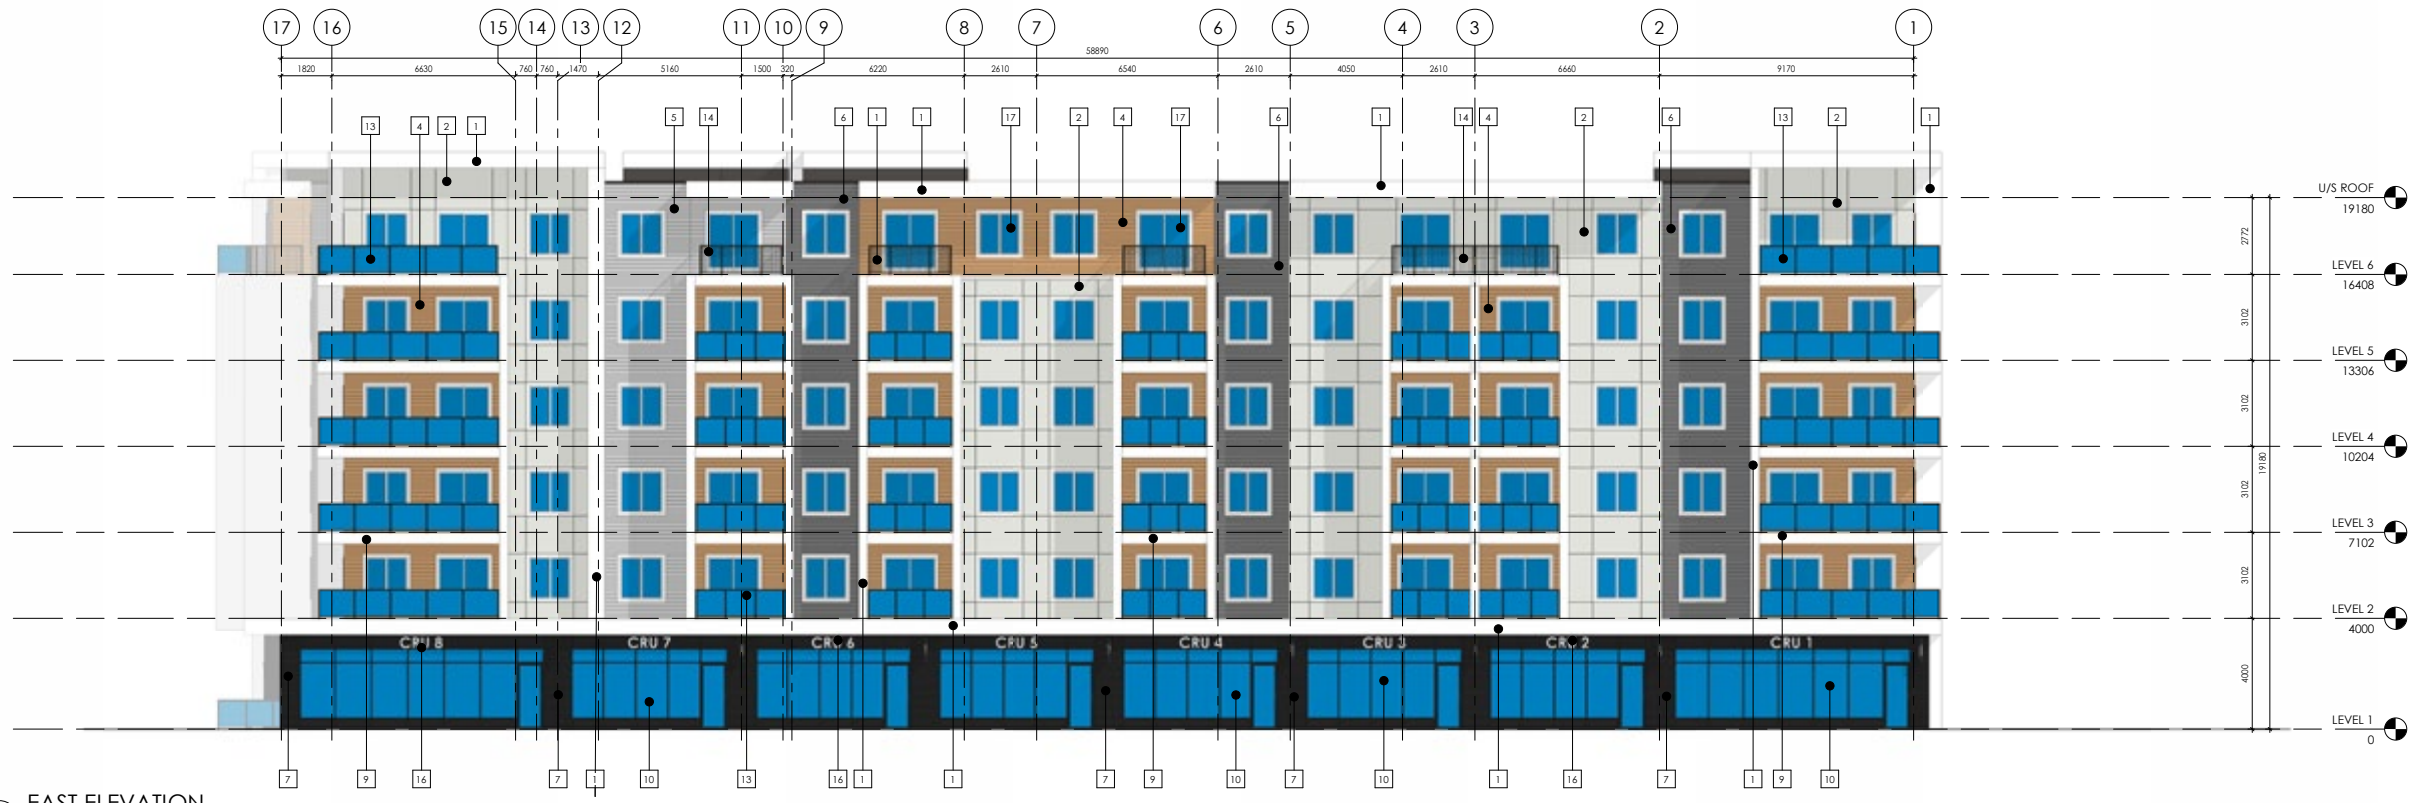 17 16 15 14 13 12 11 10 9 8 7 6 5 4 3 2 1
58890
1820 6630 760 760 1470 5160 1500 320 6220 2610 6540 2610 4050 2610 6660 9170
13 4 2 1 5 14 6 1 1 17 2 4 17 6 1 14 4 2 6 13 2 1
U/S ROOF
19180
2772
LEVEL 6
16408
3102
LEVEL 5
13306
3102
LEVEL 4
10204
19180
3102
LEVEL 3
7102
3102
LEVEL 2
4000
CRU 8 CRU 7 CRU 6 CRU 5 CRU 4 CRU 3 CRU 2 CRU 1
4000
LEVEL 1
0
7 9 16 7 1 10 13 16 1 1 7 9 10 7 10 1 16 7 1 9 10
EAST ELEVATION